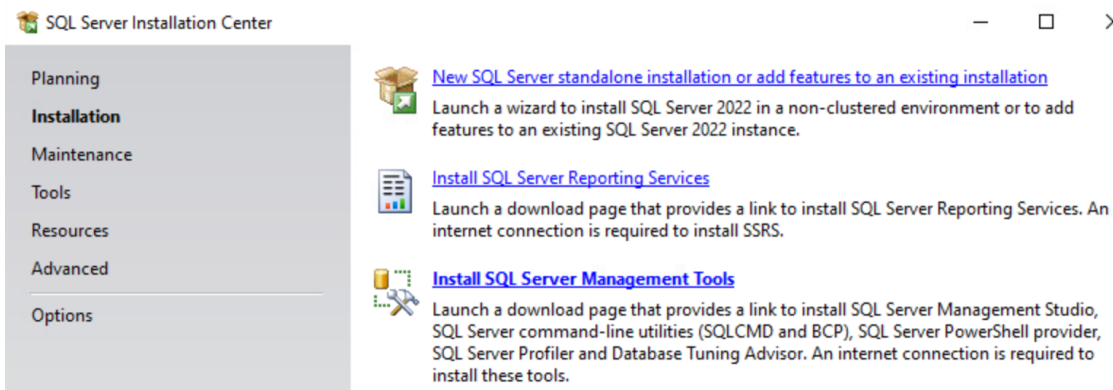 SQL Server Installation Center
Planning
Installation
Maintenance
Tools
Resources
Advanced
Options
New SQL Server standalone installation or add features to an existing installation
Launch a wizard to install SQL Server 2022 in a non-clustered environment or to add
features to an existing SQL Server 2022 instance.
Install SQL Server Reporting Services
Launch a download page that provides a link to install SQL Server Reporting Services. An
internet connection is required to install SSRS.
Install SQL Server Management Tools
Launch a download page that provides a link to install SQL Server Management Studio,
SQL Server command-line utilities (SQLCMD and BCP), SQL Server PowerShell provider,
SQL Server Profiler and Database Tuning Advisor. An internet connection is required to
install these tools.